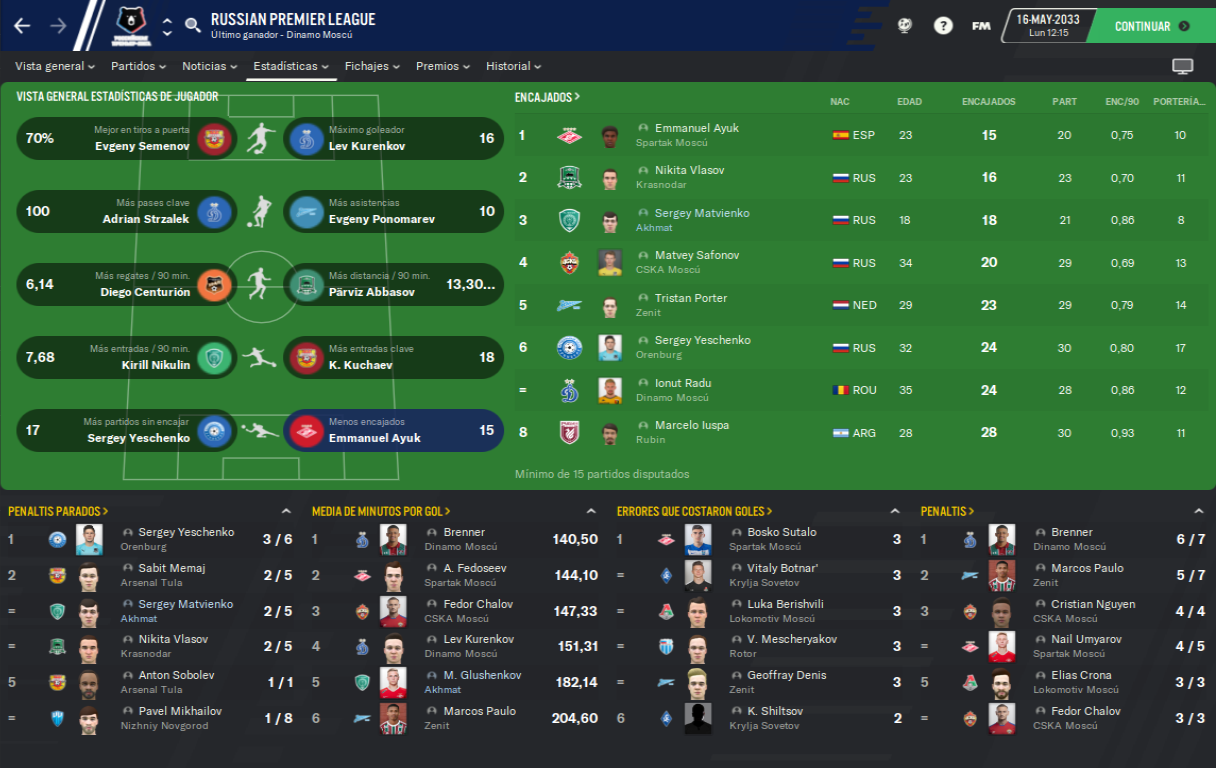 RUSSIAN PREMIER LEAGUE
Último ganador - Dinamo Moscú
FM
16-MAY-2033
Lun 12:15
CONTINUAR
Vista general Partidos Noticias Estadísticas Fichajes Premios Historial
VISTA GENERAL ESTADÍSTICAS DE JUGADOR
70% Mejor en tiros a puerta
Evgeny Semenov
Máximo goleador 16
Lev Kurenkov
100 Más pases clave
Adrian Strzalek
Más asistencias 10
Evgeny Ponomarev
6,14 Más regates / 90 min.
Diego Centurión
Más distancia / 90 min. 13,30...
Pärviz Abbasov
7,68 Más entradas / 90 min.
Kirill Nikulin
Más entradas clave 18
K. Kuchaev
17 Más partidos sin encajar
Sergey Yeschenko
Menos encajados 15
Emmanuel Ayuk
ENCAJADOS NAC EDAD ENCAJADOS PART ENC/90 PORTERÍA...
1 Emmanuel Ayuk ESP 23 15 20 0,75 10
Spartak Moscú
2 Nikita Vlasov RUS 23 16 23 0,70 11
Krasnodar
3 Sergey Matvienko RUS 18 18 21 0,86 8
Akhmat
4 Matvey Safonov RUS 34 20 29 0,69 13
CSKA Moscú
5 Tristan Porter NED 29 23 29 0,79 14
Zenit
6 Sergey Yeschenko RUS 32 24 30 0,80 17
Orenburg
= Ionut Radu ROU 35 24 28 0,86 12
Dinamo Moscú
8 Marcelo Iuspa ARG 28 28 30 0,93 11
Rubin
Mínimo de 15 partidos disputados
PENALTIS PARADOS
1 Sergey Yeschenko 3 / 6
Orenburg
2 Sabit Memaj 2 / 5
Arsenal Tula
= Sergey Matvienko 2 / 5
Akhmat
= Nikita Vlasov 2 / 5
Krasnodar
5 Anton Sobolev 1 / 1
Arsenal Tula
= Pavel Mikhailov 1 / 8
Nizhniy Novgorod
MEDIA DE MINUTOS POR GOL
1 Brenner 140,50
Dinamo Moscú
2 A. Fedoseev 144,10
Spartak Moscú
3 Fedor Chalov 147,33
CSKA Moscú
4 Lev Kurenkov 151,31
Dinamo Moscú
5 M. Glushenkov 182,14
Akhmat
6 Marcos Paulo 204,60
Zenit
ERRORES QUE COSTARON GOLES
1 Bosko Sutalo 3
Spartak Moscú
= Vitaly Botnar' 3
Krylja Sovetov
= Luka Berishvili 3
Lokomotiv Moscú
= V. Mescheryakov 3
Rotor
= Geoffray Denis 3
Zenit
6 K. Shiltsov 2
Krylja Sovetov
PENALTIS
1 Brenner 6 / 7
Dinamo Moscú
2 Marcos Paulo 5 / 7
Zenit
3 Cristian Nguyen 4 / 4
CSKA Moscú
= Nail Umyarov 4 / 5
Spartak Moscú
5 Elias Crona 3 / 3
Lokomotiv Moscú
= Fedor Chalov 3 / 3
CSKA Moscú